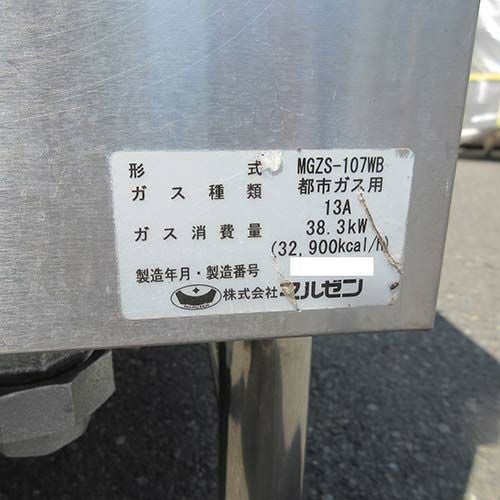 形式 MGZS-107WB
ガス種類 都市ガス用
13A
ガス消費量 38.3kW
(32,900kcal/h)
製造年月・製造番号
株式会社マルゼン